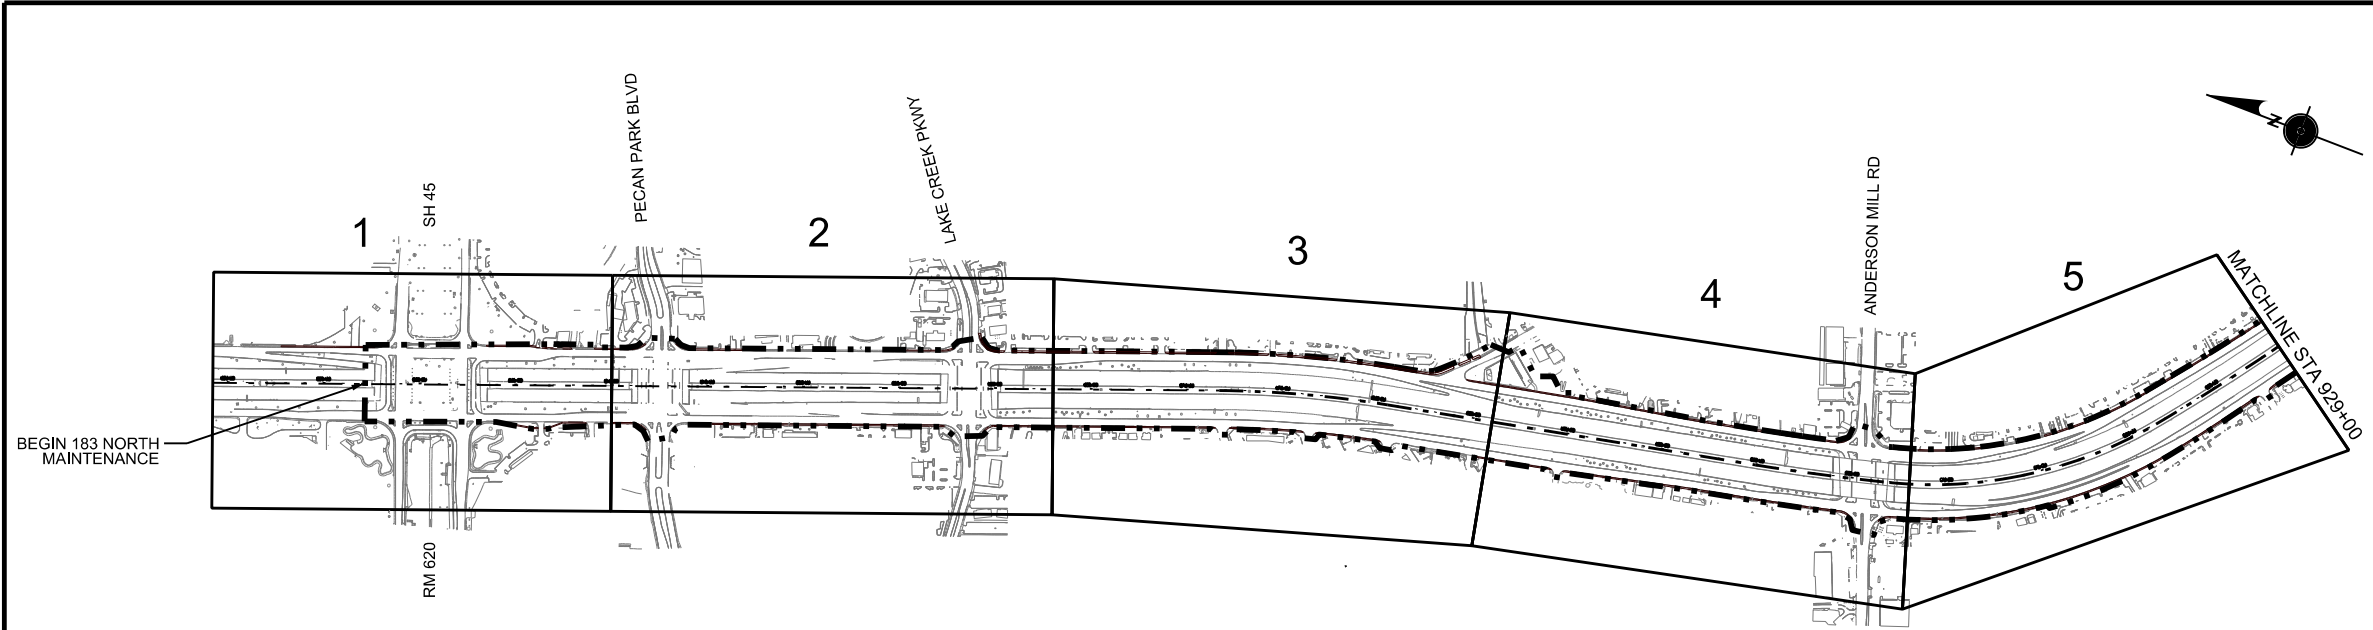 PECAN PARK BLVD
LAKE CREEK PKWY
N
ANDERSON MILL RD
SH 45
1
2
3
4
5
MATCHLINE STA 929+00
BEGIN 183 NORTH
MAINTENANCE
RM 620